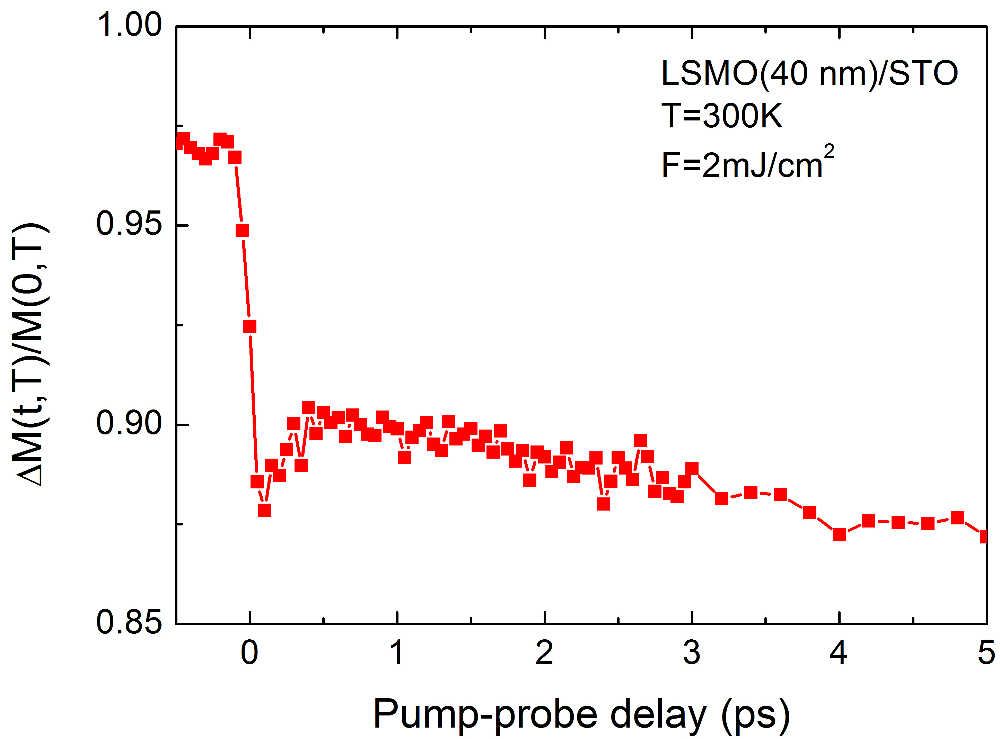 1.00
0.95
0.90
0.85
ΔM(t,T)/M(0,T)
LSMO(40 nm)/STO
T=300K
F=2mJ/cm²
0 1 2 3 4 5
Pump-probe delay (ps)